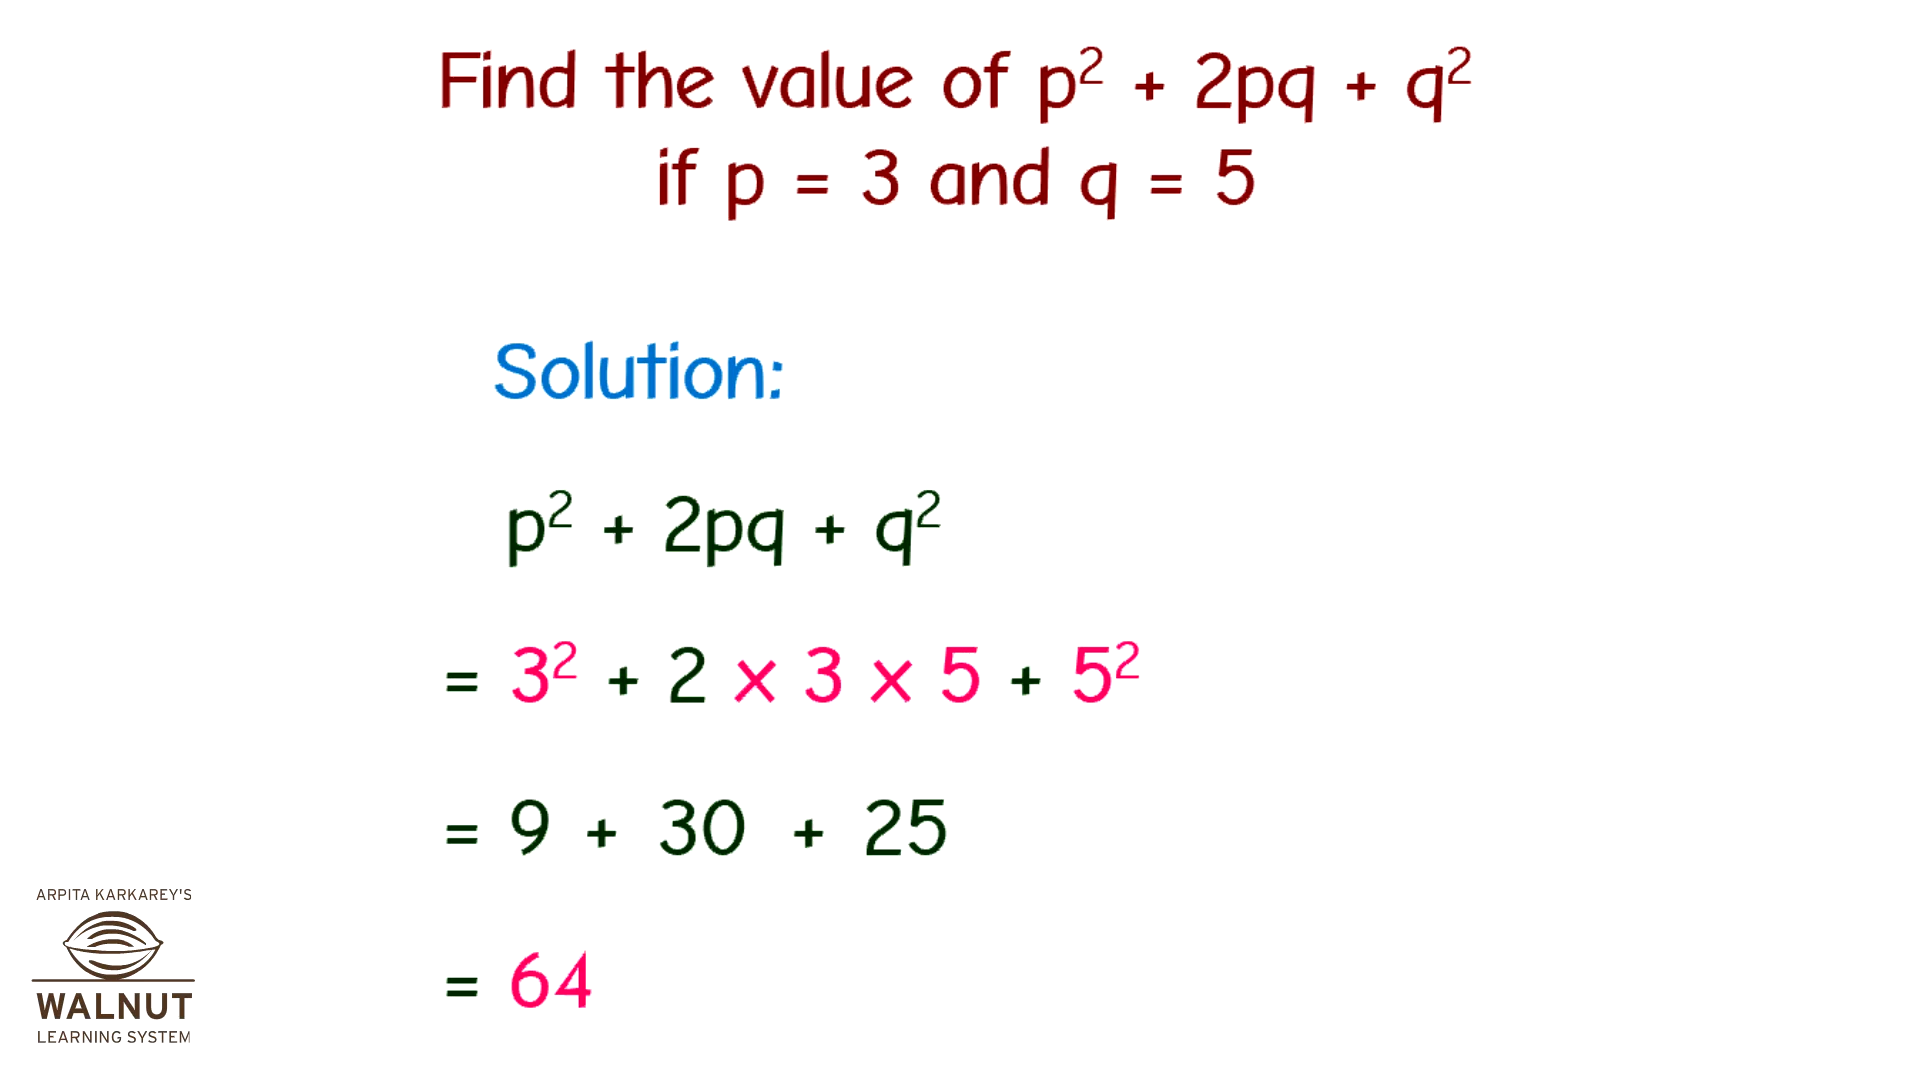 Find the value of p² + 2pq + q²
if p = 3 and q = 5
Solution:
p² + 2pq + q²
= 3² + 2 x 3 x 5 + 5²
= 9 + 30 + 25
= 64
ARPITA KARKAREY'S
WALNUT
LEARNING SYSTEM